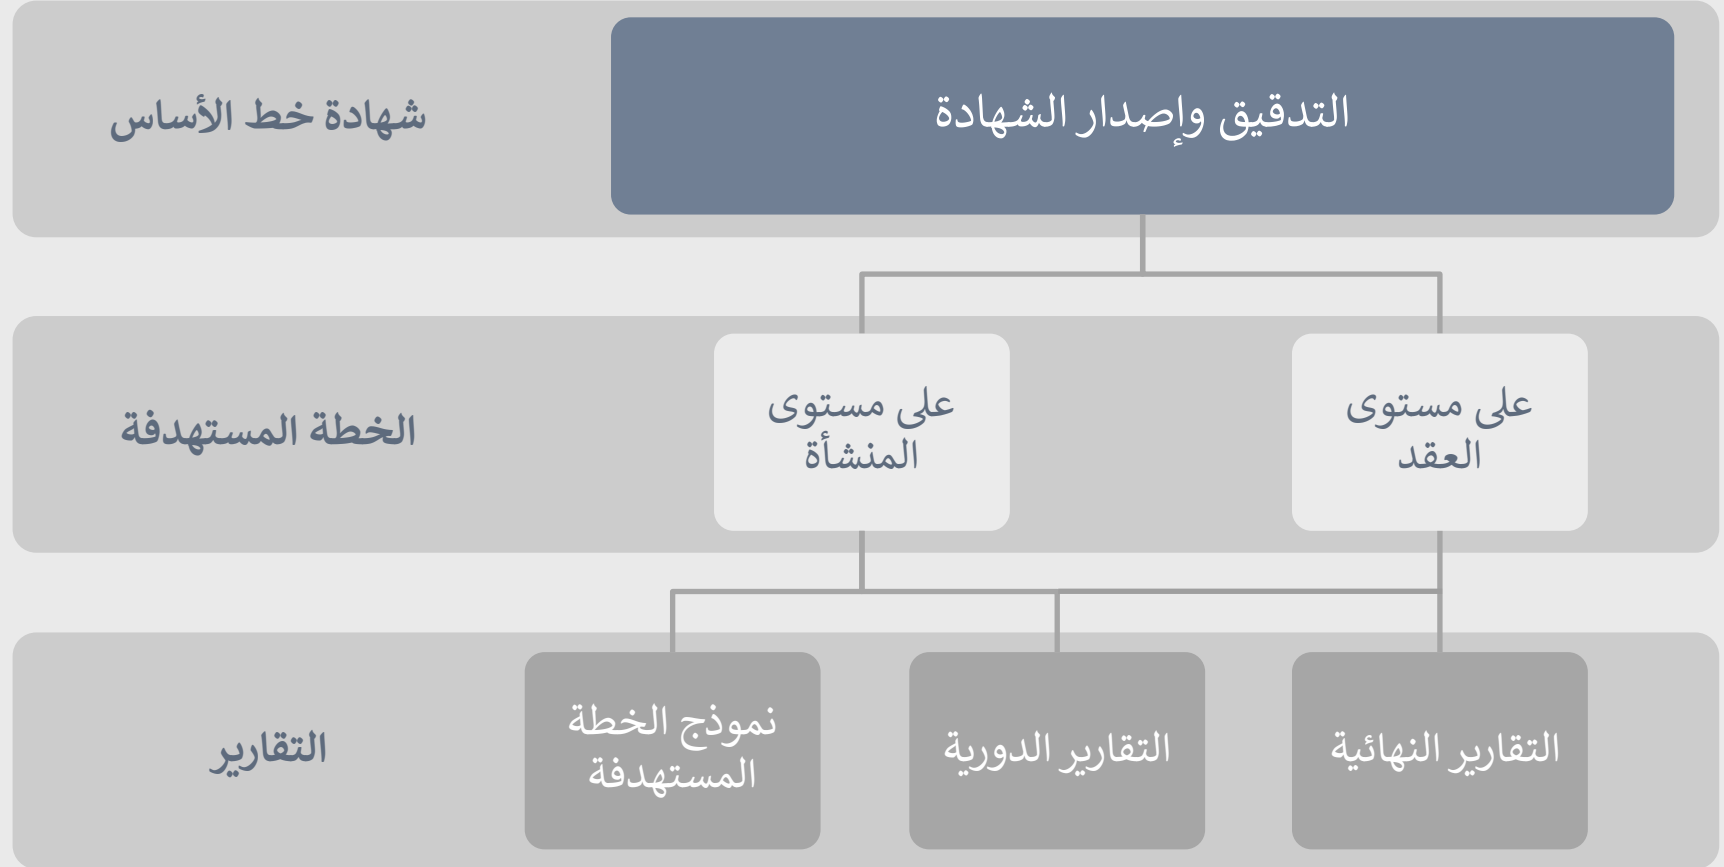 التدقيق وإصدار الشهادة
شهادة خط الأساس
على مستوى
العقد
على مستوى
المنشأة
الخطة المستهدفة
التقارير النهائية
التقارير الدورية
نموذج الخطة
المستهدفة
التقارير